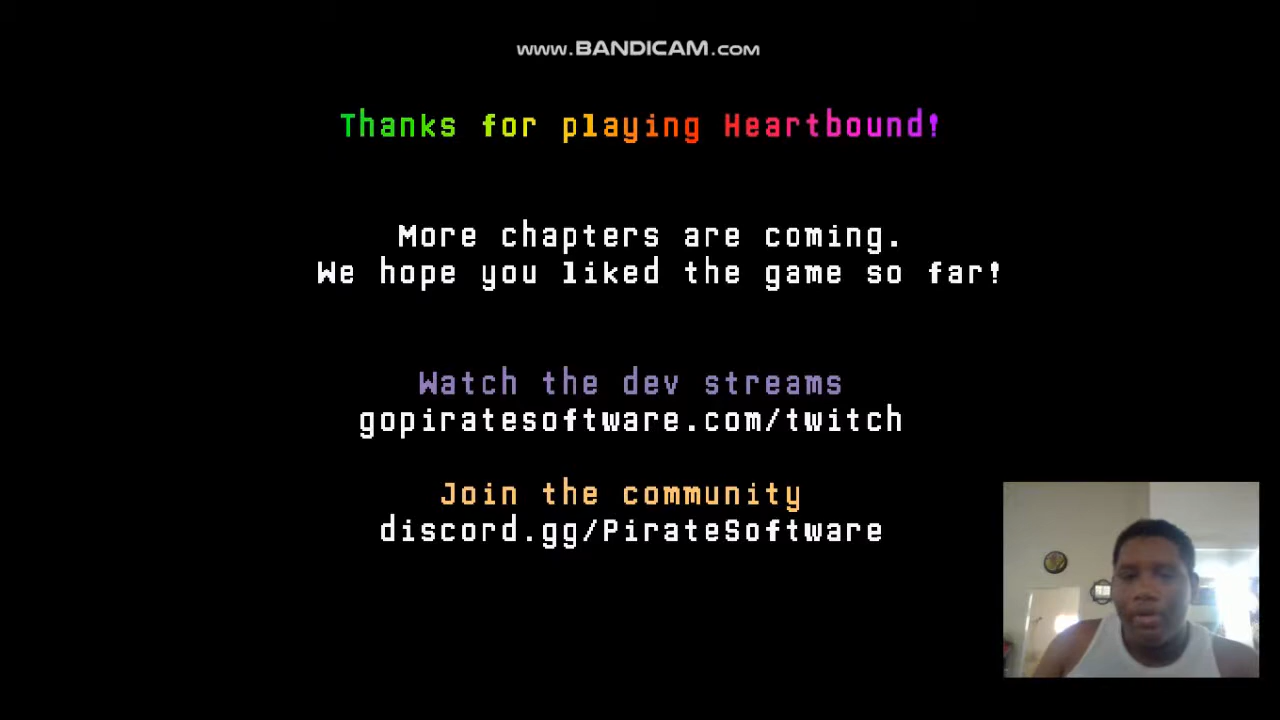 www.BANDICAM.com
Thanks for playing Heartbound!
More chapters are coming.
We hope you liked the game so far!
Watch the dev streams
gopiratesoftware.com/twitch
Join the community
discord.gg/PirateSoftware